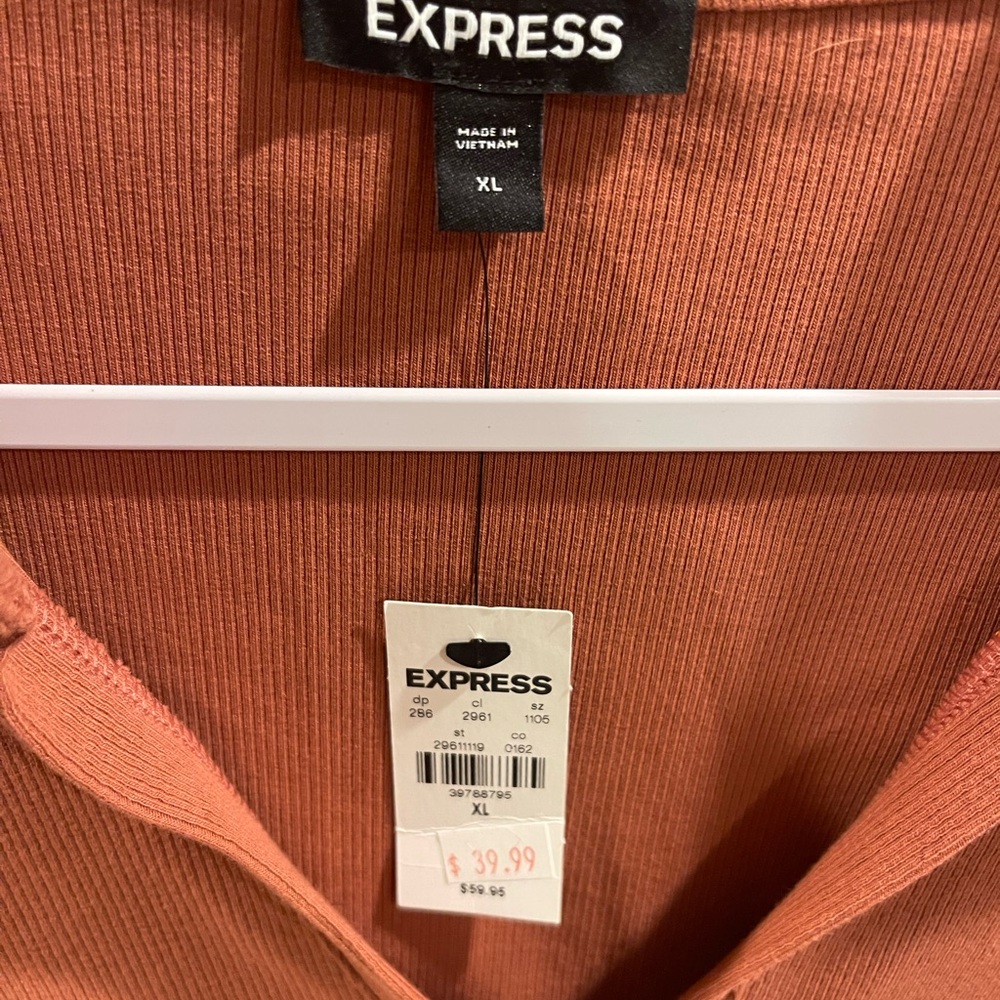 EXPRESS
MADE IN
VIETNAM
XL
EXPRESS
dp cl sz
286 2961 1105
st co
29611119 0162
39788795
XL
$ 39.99
$59.95